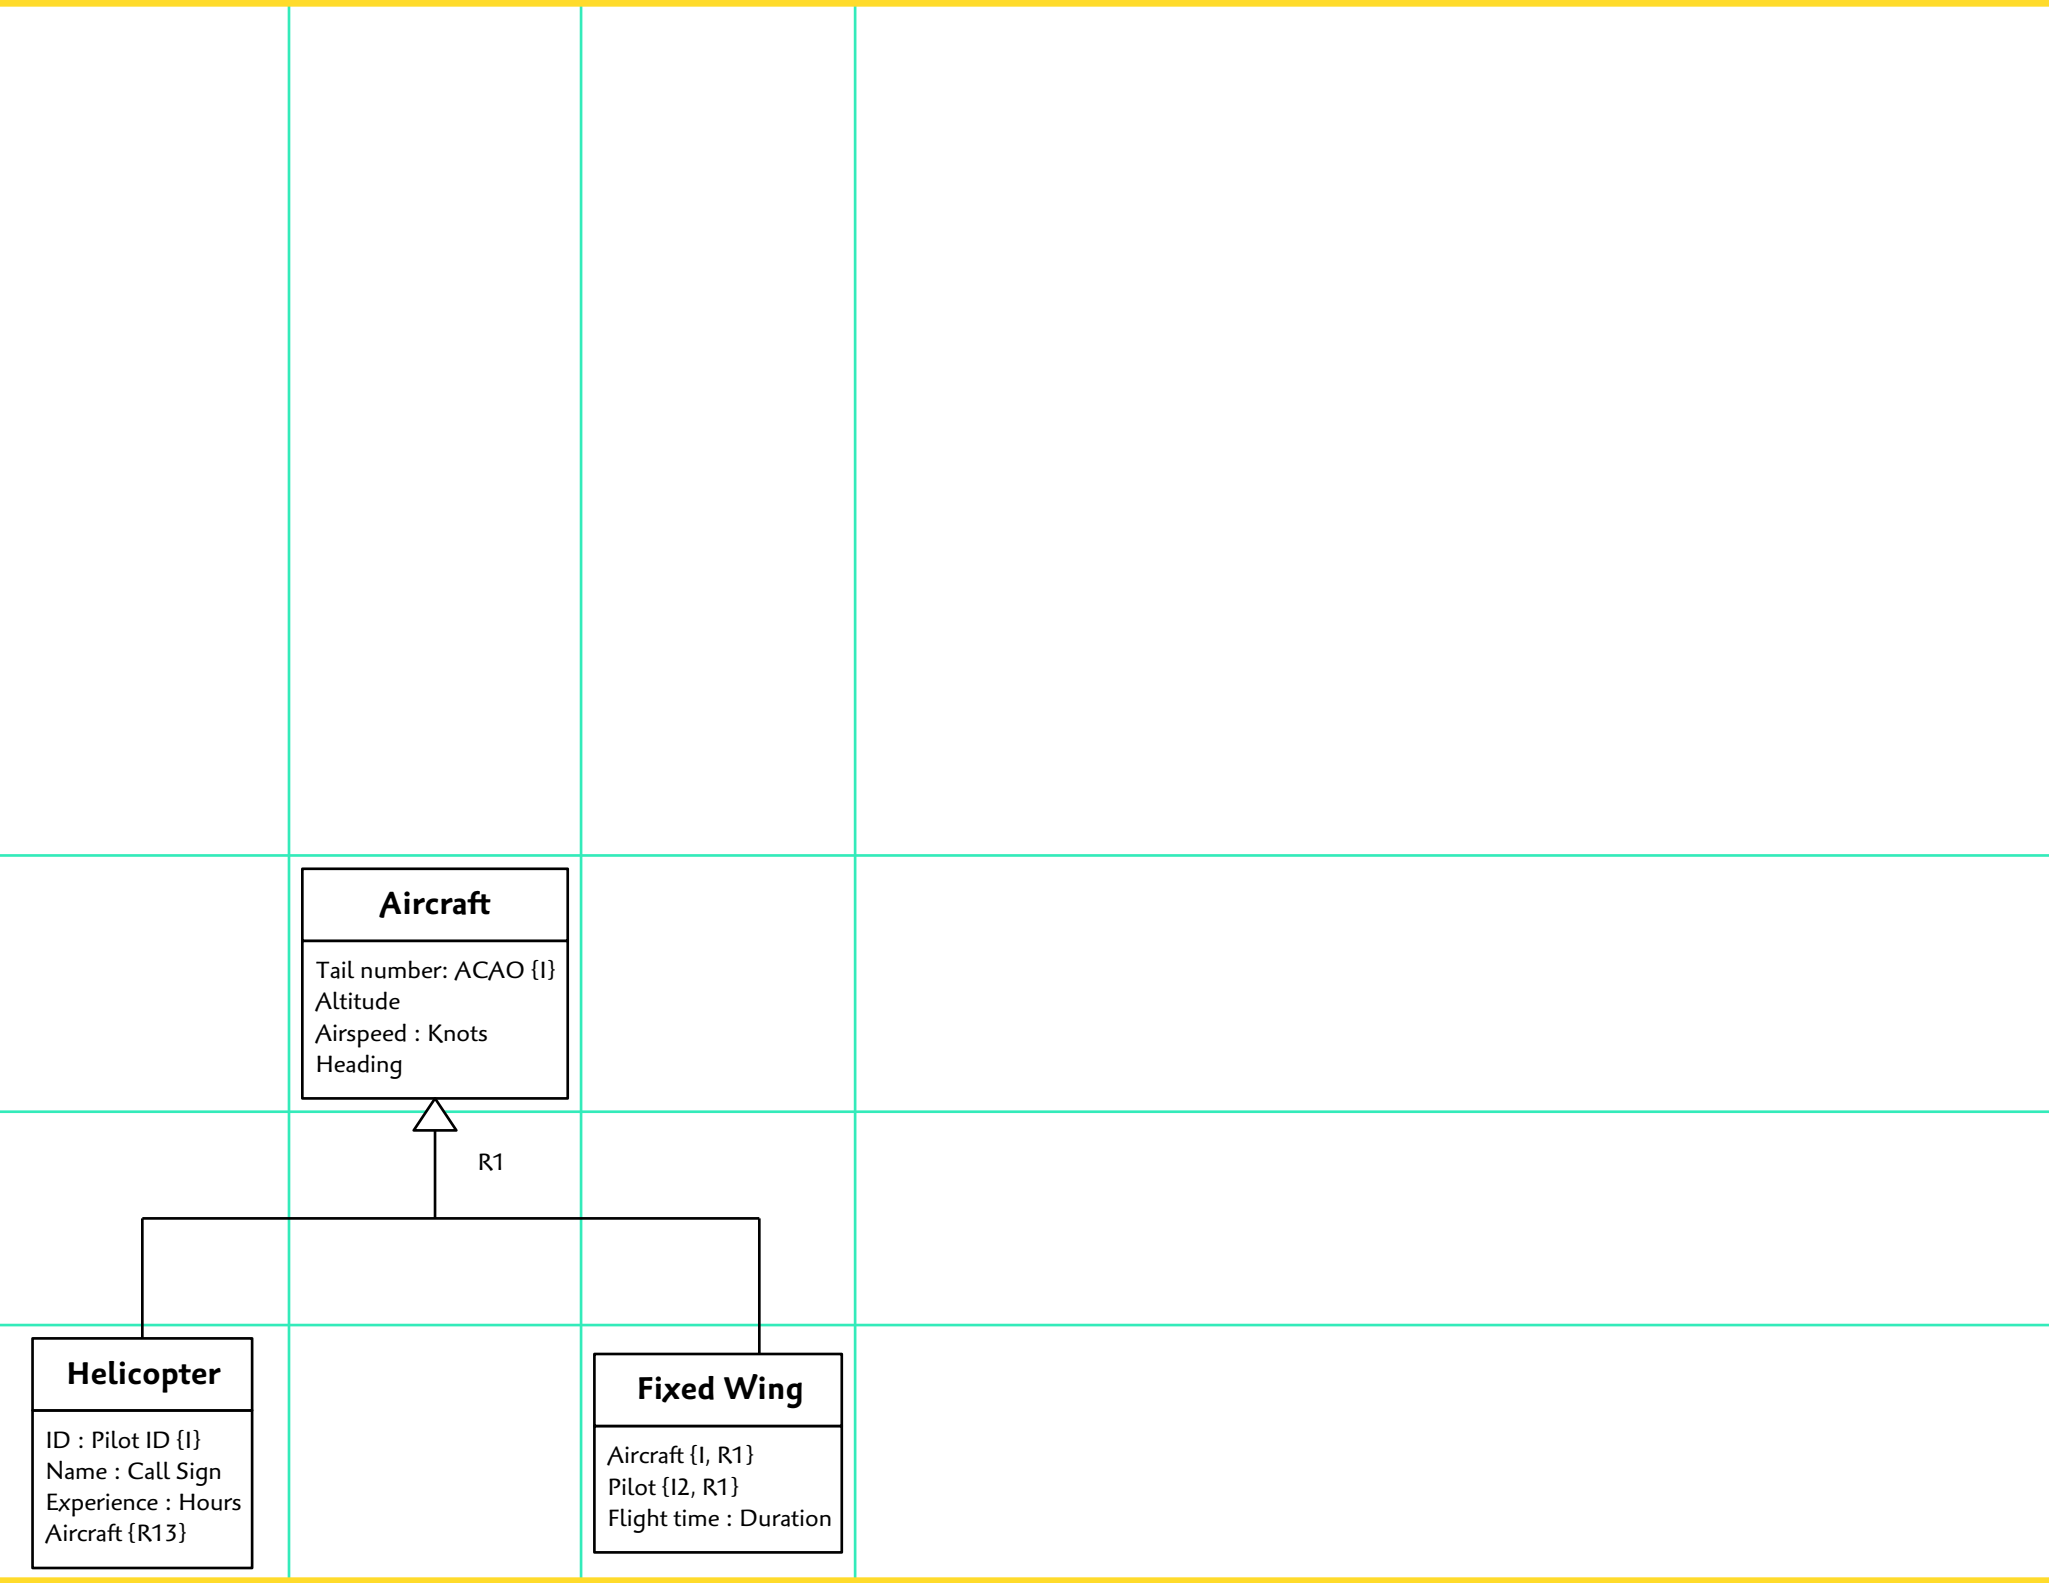 Aircraft
Tail number: ACAO {I}
Altitude
Airspeed : Knots
Heading
R1
Helicopter
ID : Pilot ID {I}
Name : Call Sign
Experience : Hours
Aircraft {R13}
Fixed Wing
Aircraft {I, R1}
Pilot {I2, R1}
Flight time : Duration